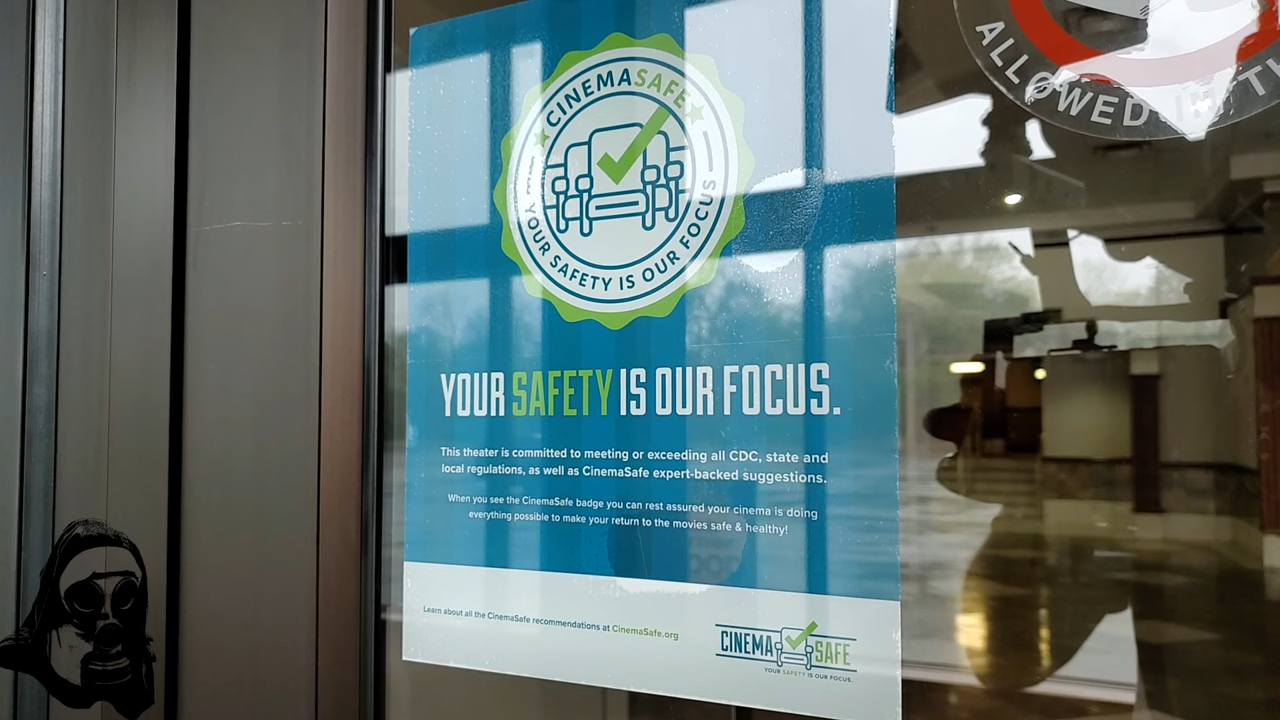 CINEMASAFE
YOUR SAFETY IS OUR FOCUS
ALLOWED IN
YOUR SAFETY IS OUR FOCUS.
This theater is committed to meeting or exceeding all CDC, state and
local regulations, as well as CinemaSafe expert-backed suggestions.
When you see the CinemaSafe badge you can rest assured your cinema is doing
everything possible to make your return to the movies safe & healthy!
Learn about all the CinemaSafe recommendations at CinemaSafe.org
CINEMA SAFE
YOUR SAFETY IS OUR FOCUS.